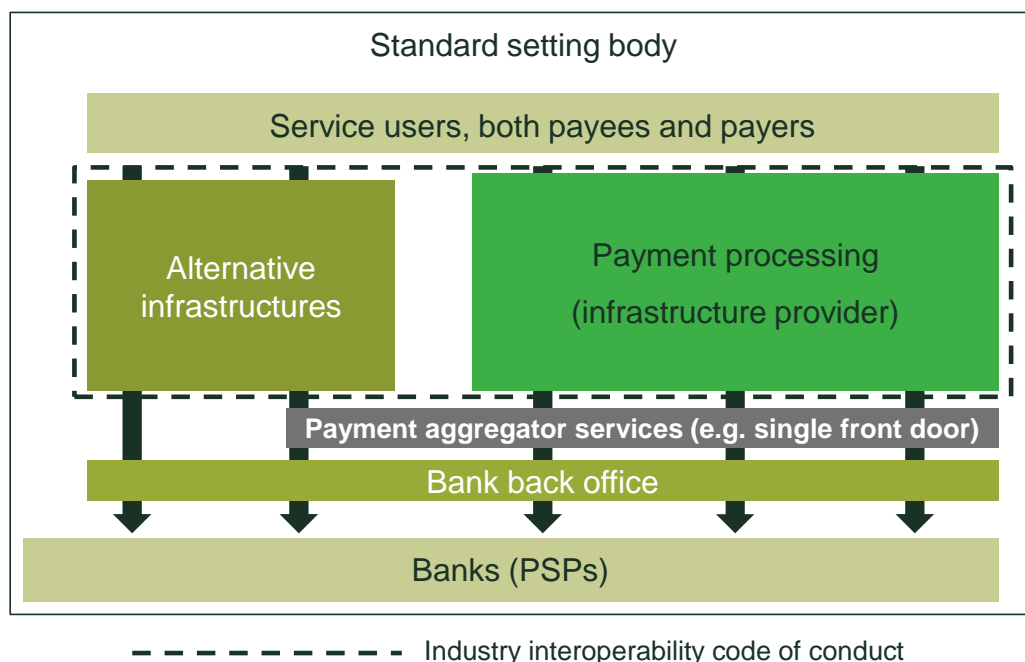 Standard setting body
Service users, both payees and payers
Alternative
infrastructures
Payment processing
(infrastructure provider)
Payment aggregator services (e.g. single front door)
Bank back office
Banks (PSPs)
Industry interoperability code of conduct